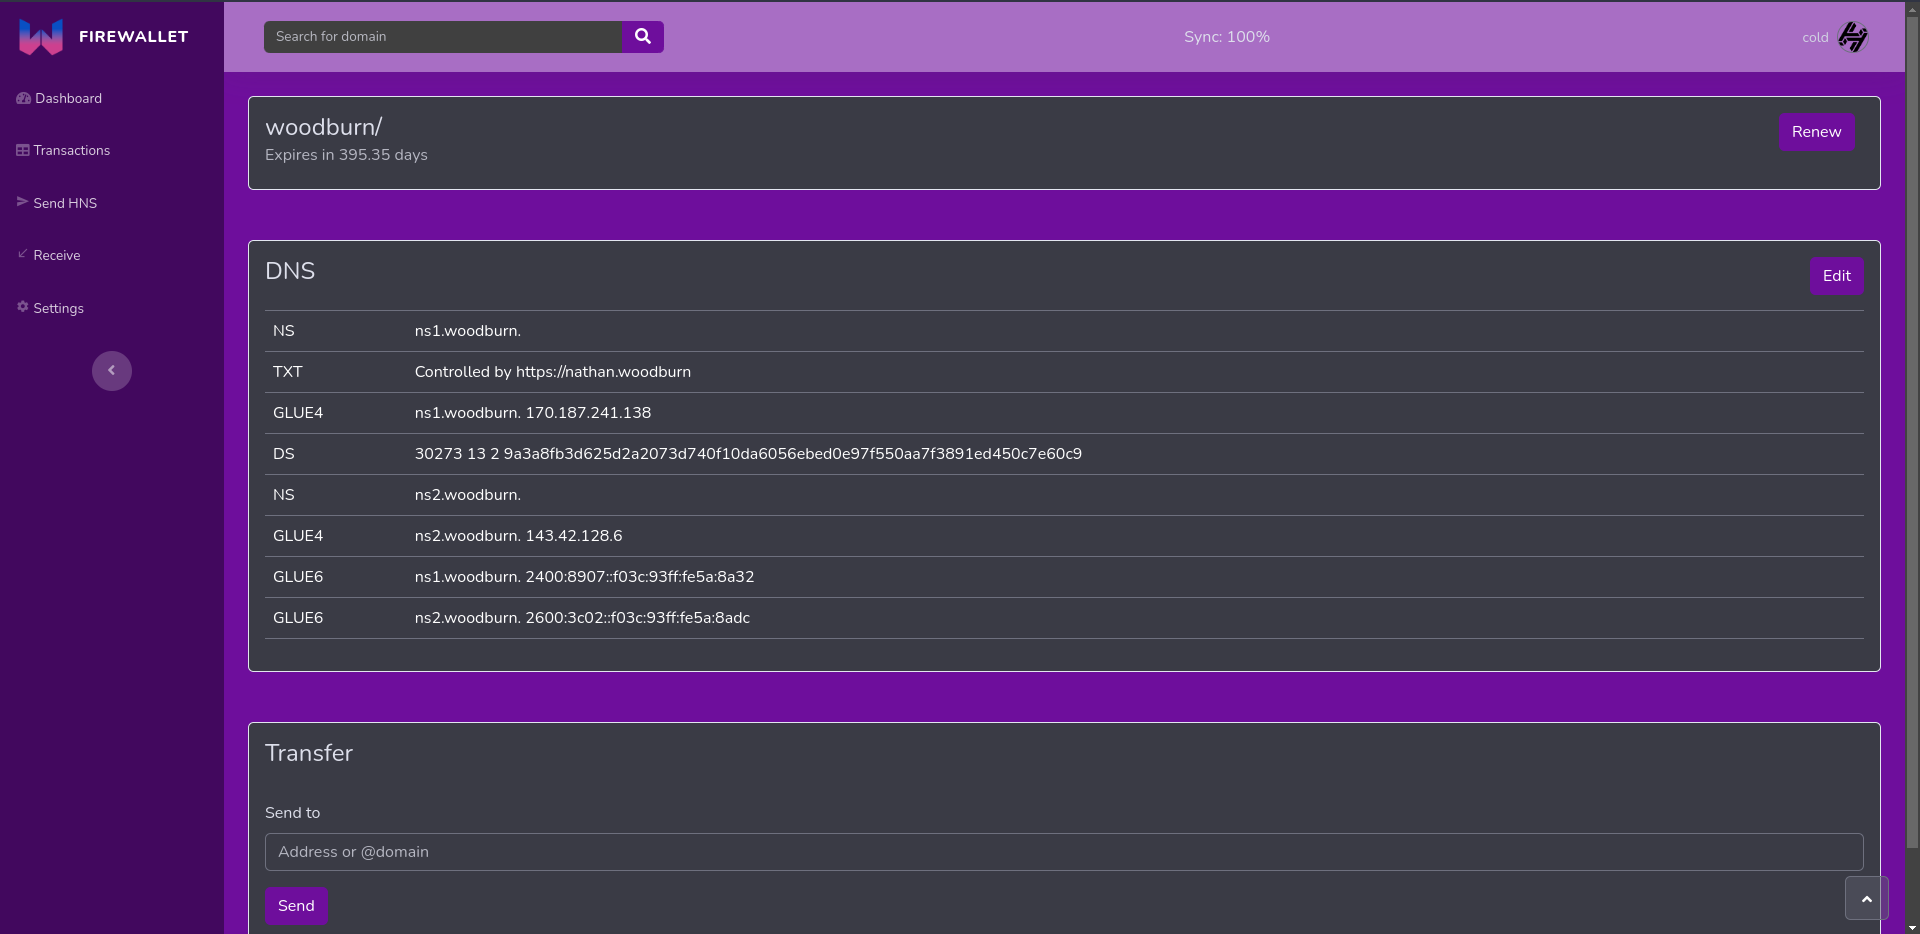 FIREWALLET
Search for domain
Sync: 100%
cold
Dashboard
Transactions
Send HNS
Receive
Settings
woodburn/
Expires in 395.35 days
Renew
DNS
Edit
NS ns1.woodburn.
TXT Controlled by https://nathan.woodburn
GLUE4 ns1.woodburn. 170.187.241.138
DS 30273 13 2 9a3a8fb3d625d2a2073d740f10da6056ebed0e97f550aa7f3891ed450c7e60c9
NS ns2.woodburn.
GLUE4 ns2.woodburn. 143.42.128.6
GLUE6 ns1.woodburn. 2400:8907::f03c:93ff:fe5a:8a32
GLUE6 ns2.woodburn. 2600:3c02::f03c:93ff:fe5a:8adc
Transfer
Send to
Address or @domain
Send